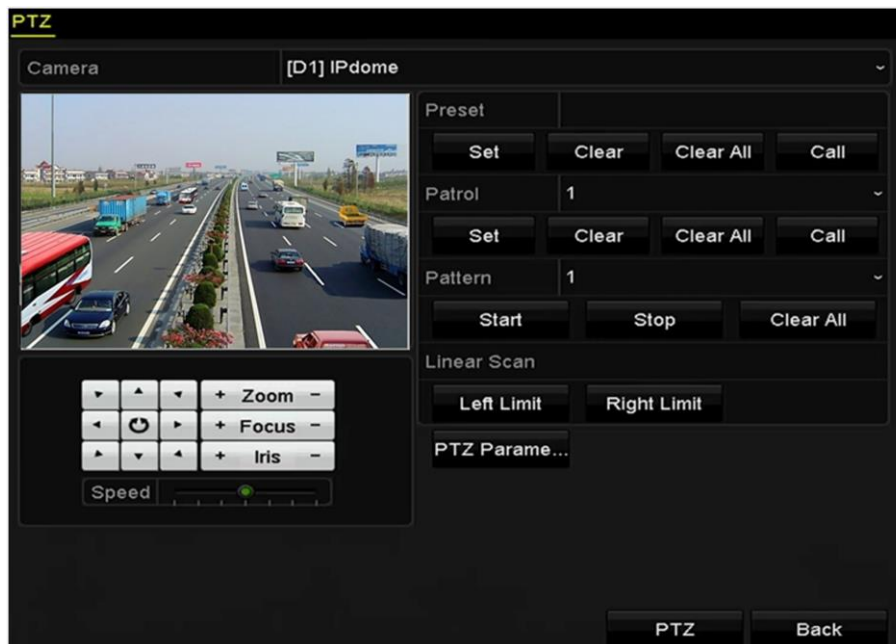 PTZ
Camera [D1] IPdome
Preset
Set Clear Clear All Call
Patrol 1
Set Clear Clear All Call
Pattern 1
Start Stop Clear All
Linear Scan
Left Limit Right Limit
PTZ Parame...
+ Zoom −
+ Focus −
+ Iris −
Speed
PTZ Back